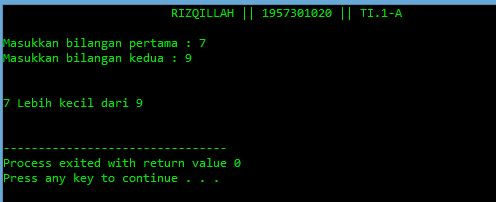 RIZQILLAH || 1957301020 || TI.1-A
Masukkan bilangan pertama : 7
Masukkan bilangan kedua : 9
7 Lebih kecil dari 9
--------------------------------
Process exited with return value 0
Press any key to continue . . .